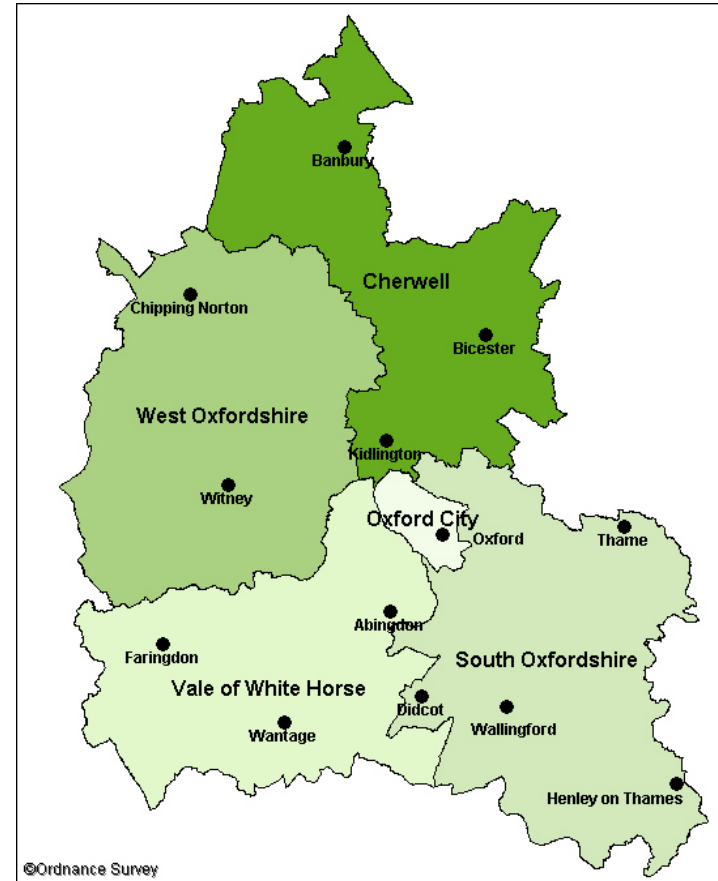 Banbury
Cherwell
Chipping Norton
Bicester
West Oxfordshire
Kidlington
Witney
Oxford City
Oxford
Thame
Abingdon
Faringdon
South Oxfordshire
Vale of White Horse
Didcot
Wallingford
Wantage
Henley on Thames
©Ordnance Survey